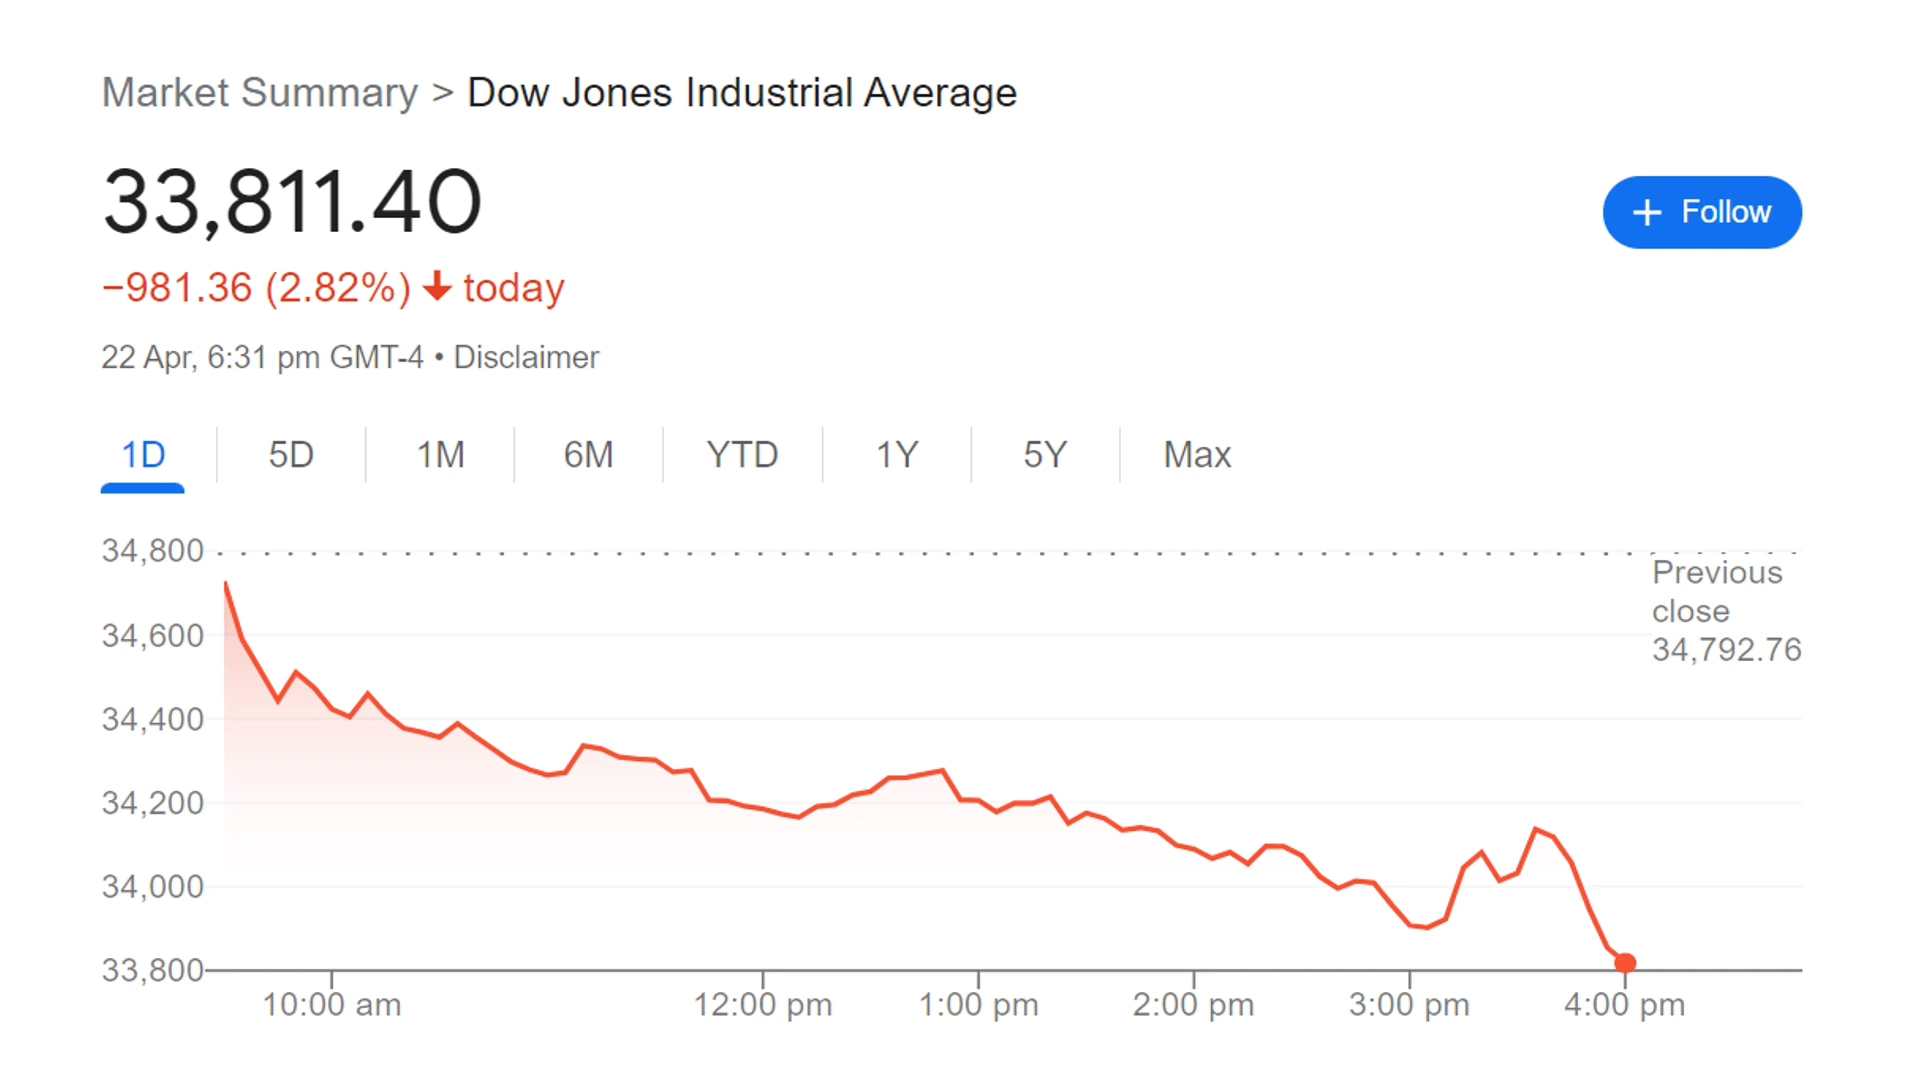 Market Summary > Dow Jones Industrial Average
33,811.40
+ Follow
−981.36 (2.82%) ↓ today
22 Apr, 6:31 pm GMT-4 • Disclaimer
1D 5D 1M 6M YTD 1Y 5Y Max
34,800
Previous
close
34,792.76
34,600
34,400
34,200
34,000
33,800
10:00 am 12:00 pm 1:00 pm 2:00 pm 3:00 pm 4:00 pm